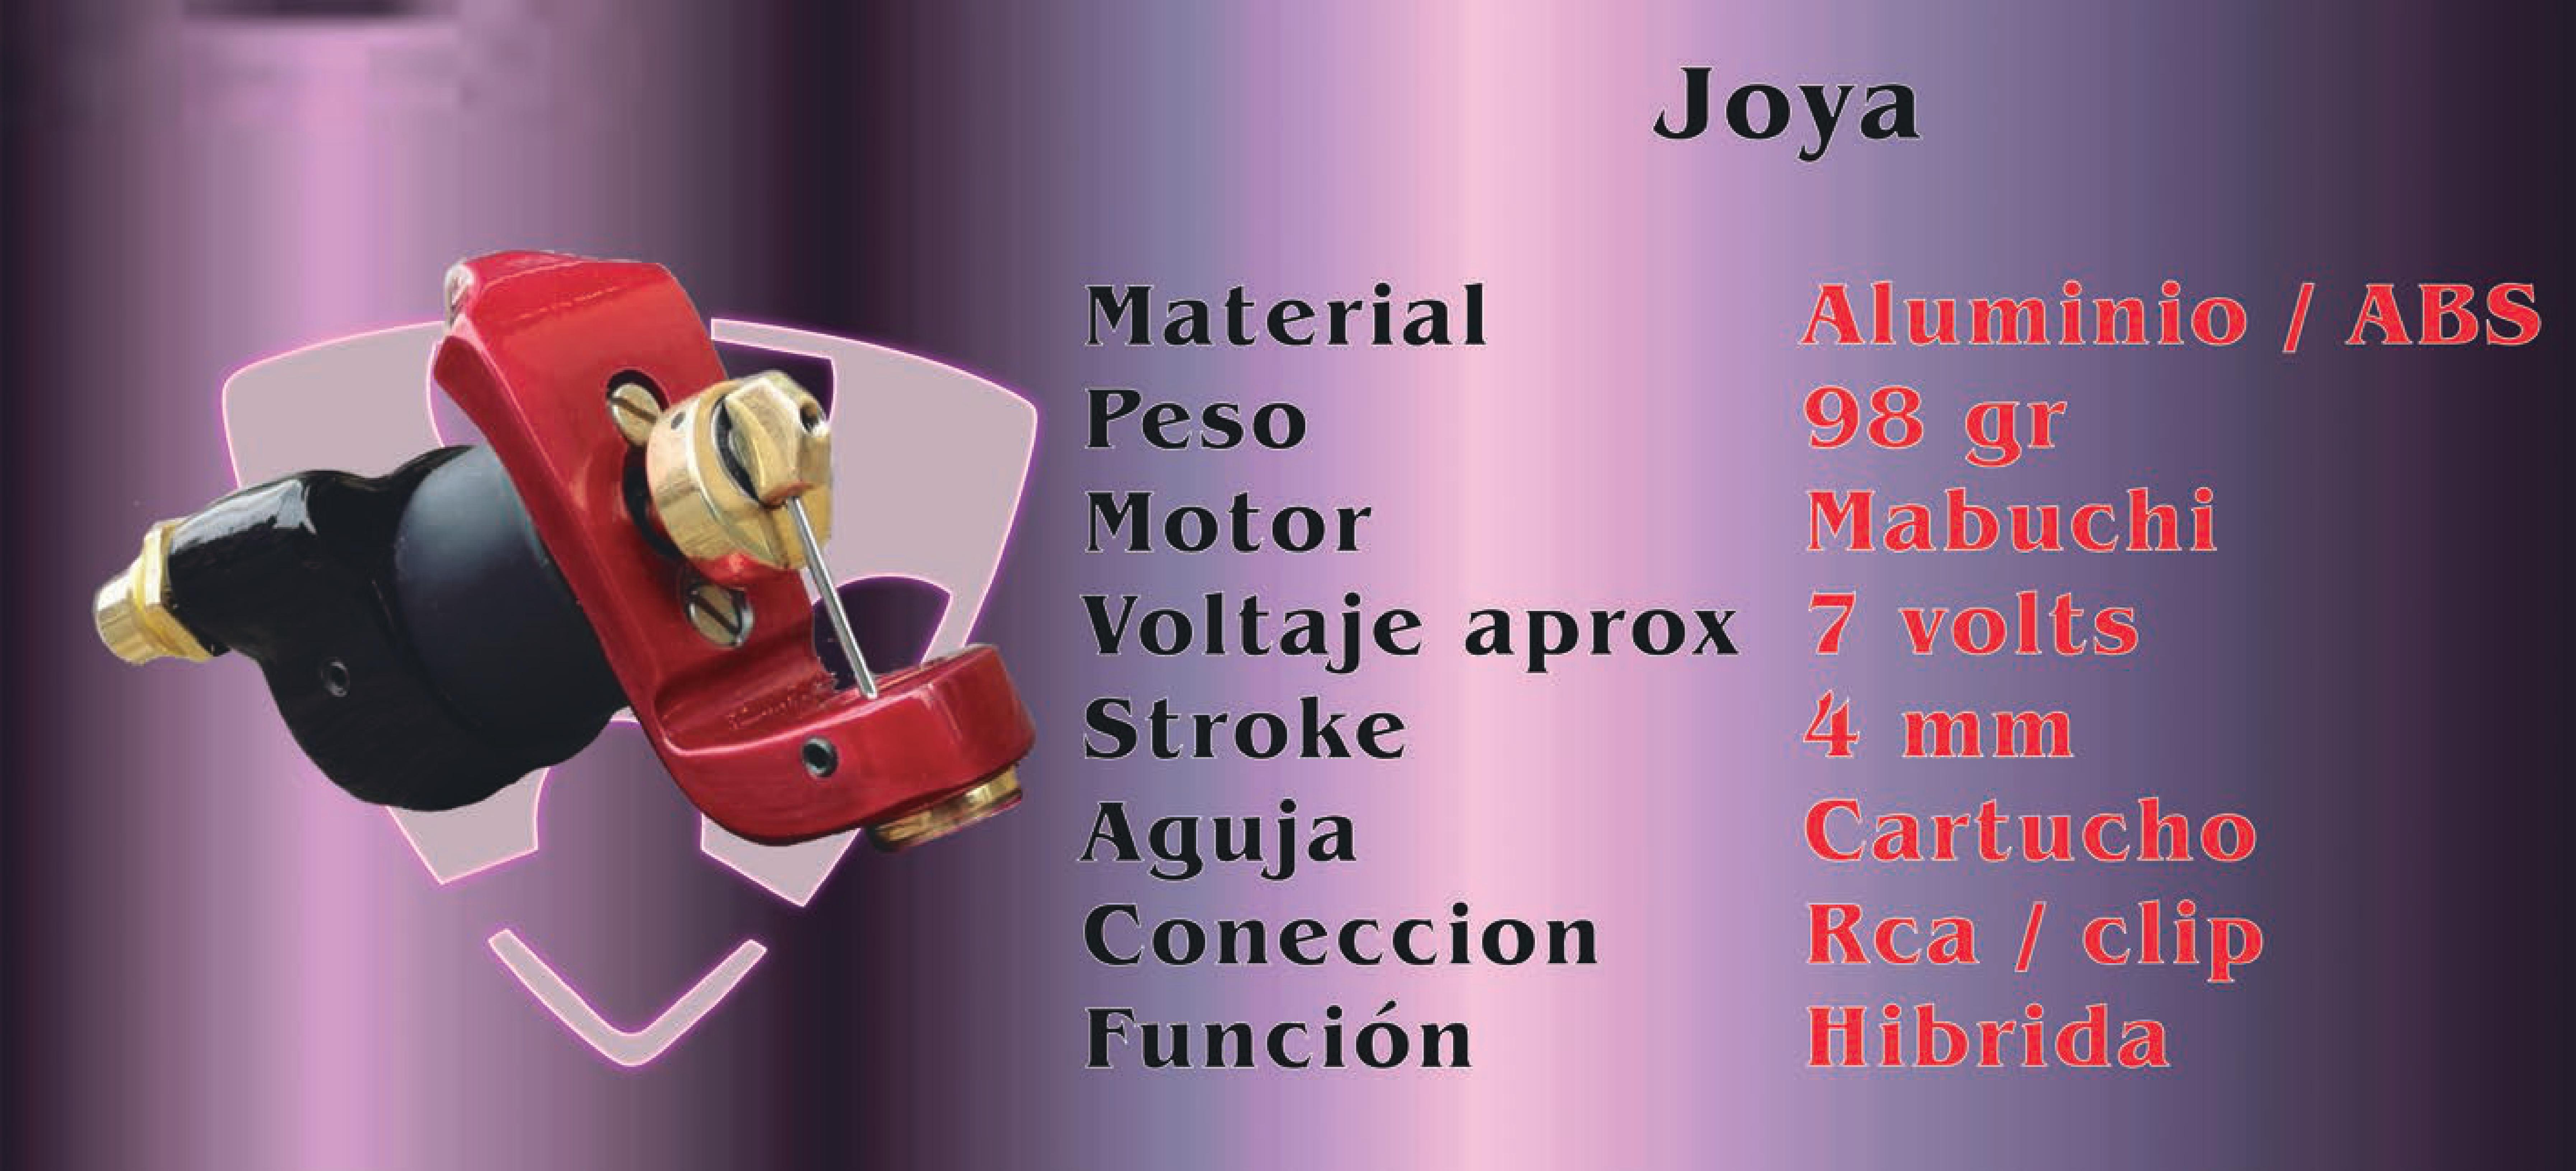 Joya
Material Aluminio / ABS
Peso 98 gr
Motor Mabuchi
Voltaje aprox 7 volts
Stroke 4 mm
Aguja Cartucho
Coneccion Rca / clip
Función Hibrida